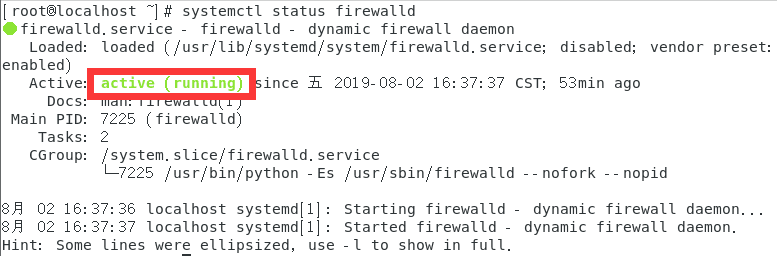 [root@localhost ~]# systemctl status firewalld
firewalld.service - firewalld - dynamic firewall daemon
Loaded: loaded (/usr/lib/systemd/system/firewalld.service; disabled; vendor preset:
enabled)
Active: active (running) since 五 2019-08-02 16:37:37 CST; 53min ago
Docs: man:firewalld(1)
Main PID: 7225 (firewalld)
Tasks: 2
CGroup: /system.slice/firewalld.service
└─7225 /usr/bin/python -Es /usr/sbin/firewalld --nofork --nopid
8月 02 16:37:36 localhost systemd[1]: Starting firewalld - dynamic firewall daemon...
8月 02 16:37:37 localhost systemd[1]: Started firewalld - dynamic firewall daemon.
Hint: Some lines were ellipsized, use -l to show in full.